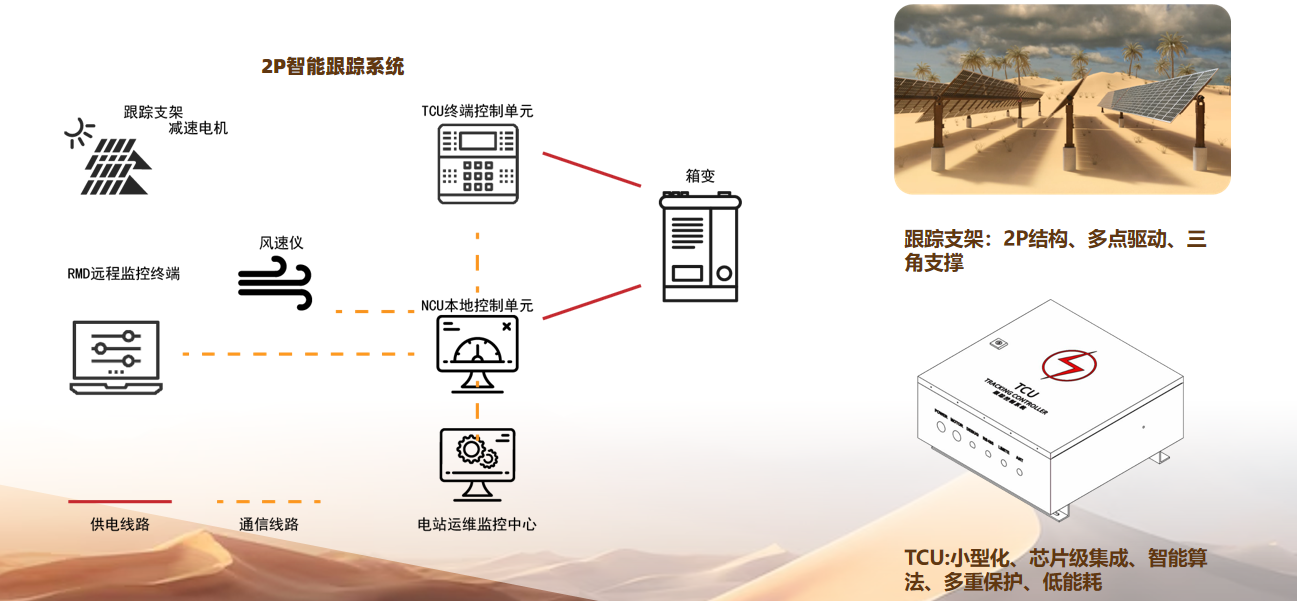 2P智能跟踪系统
跟踪支架
减速电机
TCU终端控制单元
箱变
风速仪
RMD远程监控终端
NCU本地控制单元
供电线路
通信线路
电站运维监控中心
跟踪支架：2P结构、多点驱动、三
角支撑
TCU
TRACKING CONTROLLER
POWER MOTOR
TCU:小型化、芯片级集成、智能算
法、多重保护、低能耗